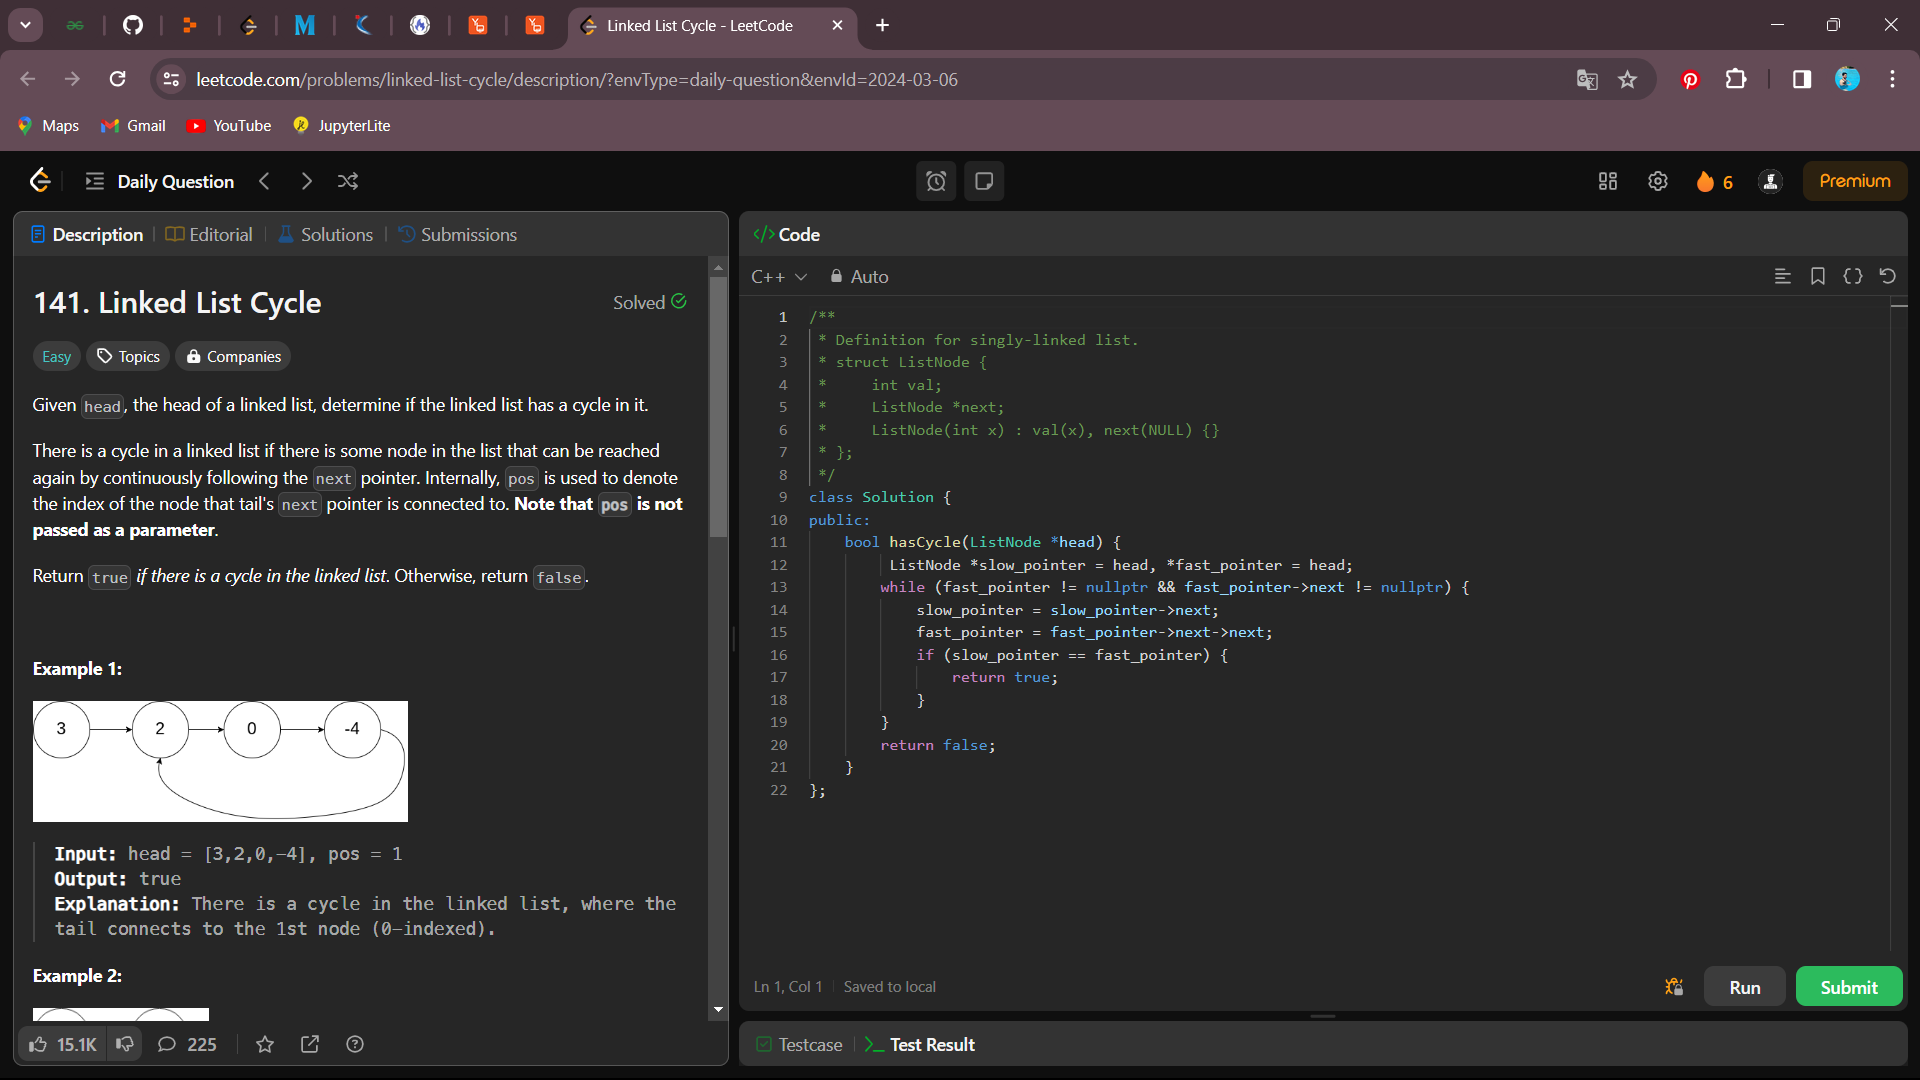 Linked List Cycle - LeetCode
leetcode.com/problems/linked-list-cycle/description/?envType=daily-question&envId=2024-03-06
Maps Gmail YouTube JupyterLite
Daily Question 6 Premium
Description Editorial Solutions Submissions
141. Linked List Cycle Solved
Easy Topics Companies
Given head, the head of a linked list, determine if the linked list has a cycle in it.
There is a cycle in a linked list if there is some node in the list that can be reached
again by continuously following the next pointer. Internally, pos is used to denote
the index of the node that tail's next pointer is connected to. Note that pos is not
passed as a parameter.
Return true if there is a cycle in the linked list. Otherwise, return false.
Example 1:
3 2 0 -4
Input: head = [3,2,0,-4], pos = 1
Output: true
Explanation: There is a cycle in the linked list, where the
tail connects to the 1st node (0-indexed).
Example 2:
15.1K 225
</> Code
C++ Auto
1 /**
2 * Definition for singly-linked list.
3 * struct ListNode {
4 *     int val;
5 *     ListNode *next;
6 *     ListNode(int x) : val(x), next(NULL) {}
7 * };
8 */
9 class Solution {
10 public:
11     bool hasCycle(ListNode *head) {
12          ListNode *slow_pointer = head, *fast_pointer = head;
13         while (fast_pointer != nullptr && fast_pointer->next != nullptr) {
14             slow_pointer = slow_pointer->next;
15             fast_pointer = fast_pointer->next->next;
16             if (slow_pointer == fast_pointer) {
17                 return true;
18             }
19         }
20         return false;
21     }
22 };
Ln 1, Col 1 Saved to local Run Submit
Testcase Test Result